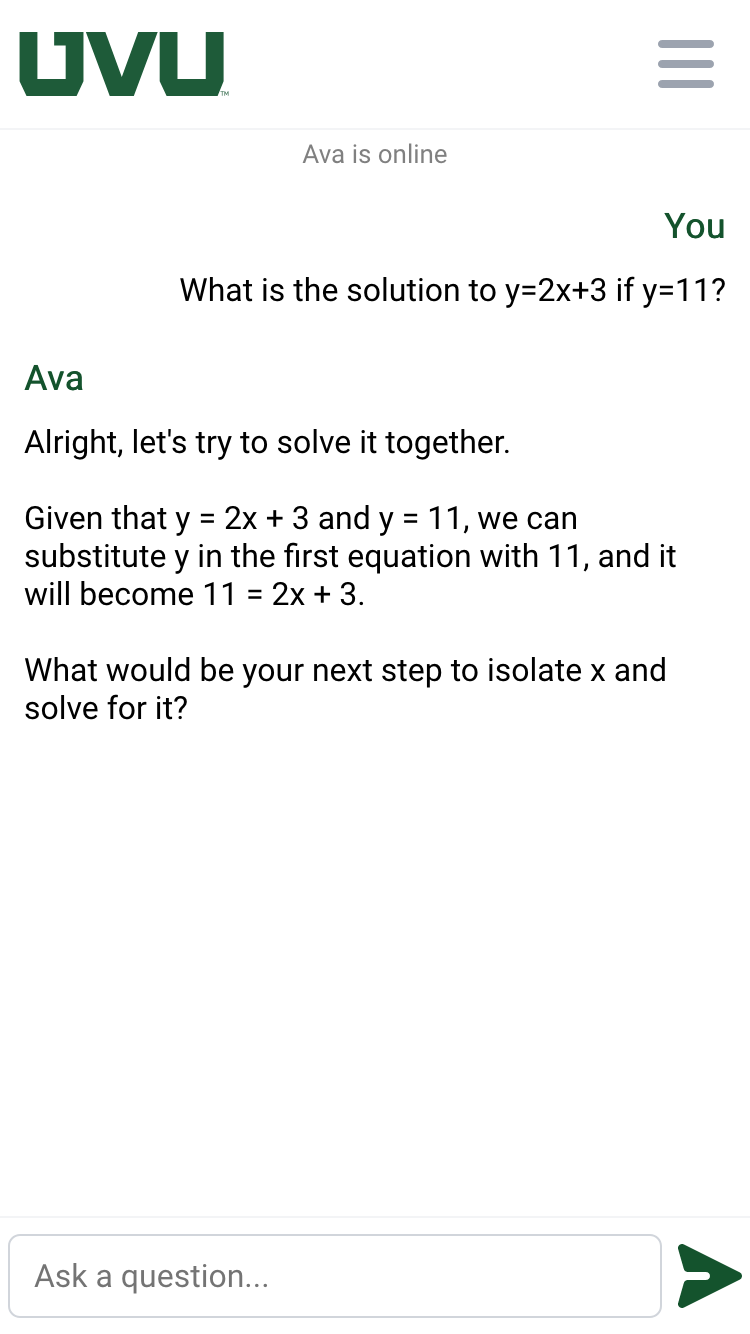 UVU™
Ava is online
You
What is the solution to y=2x+3 if y=11?
Ava
Alright, let's try to solve it together.
Given that y = 2x + 3 and y = 11, we can
substitute y in the first equation with 11, and it
will become 11 = 2x + 3.
What would be your next step to isolate x and
solve for it?
Ask a question...